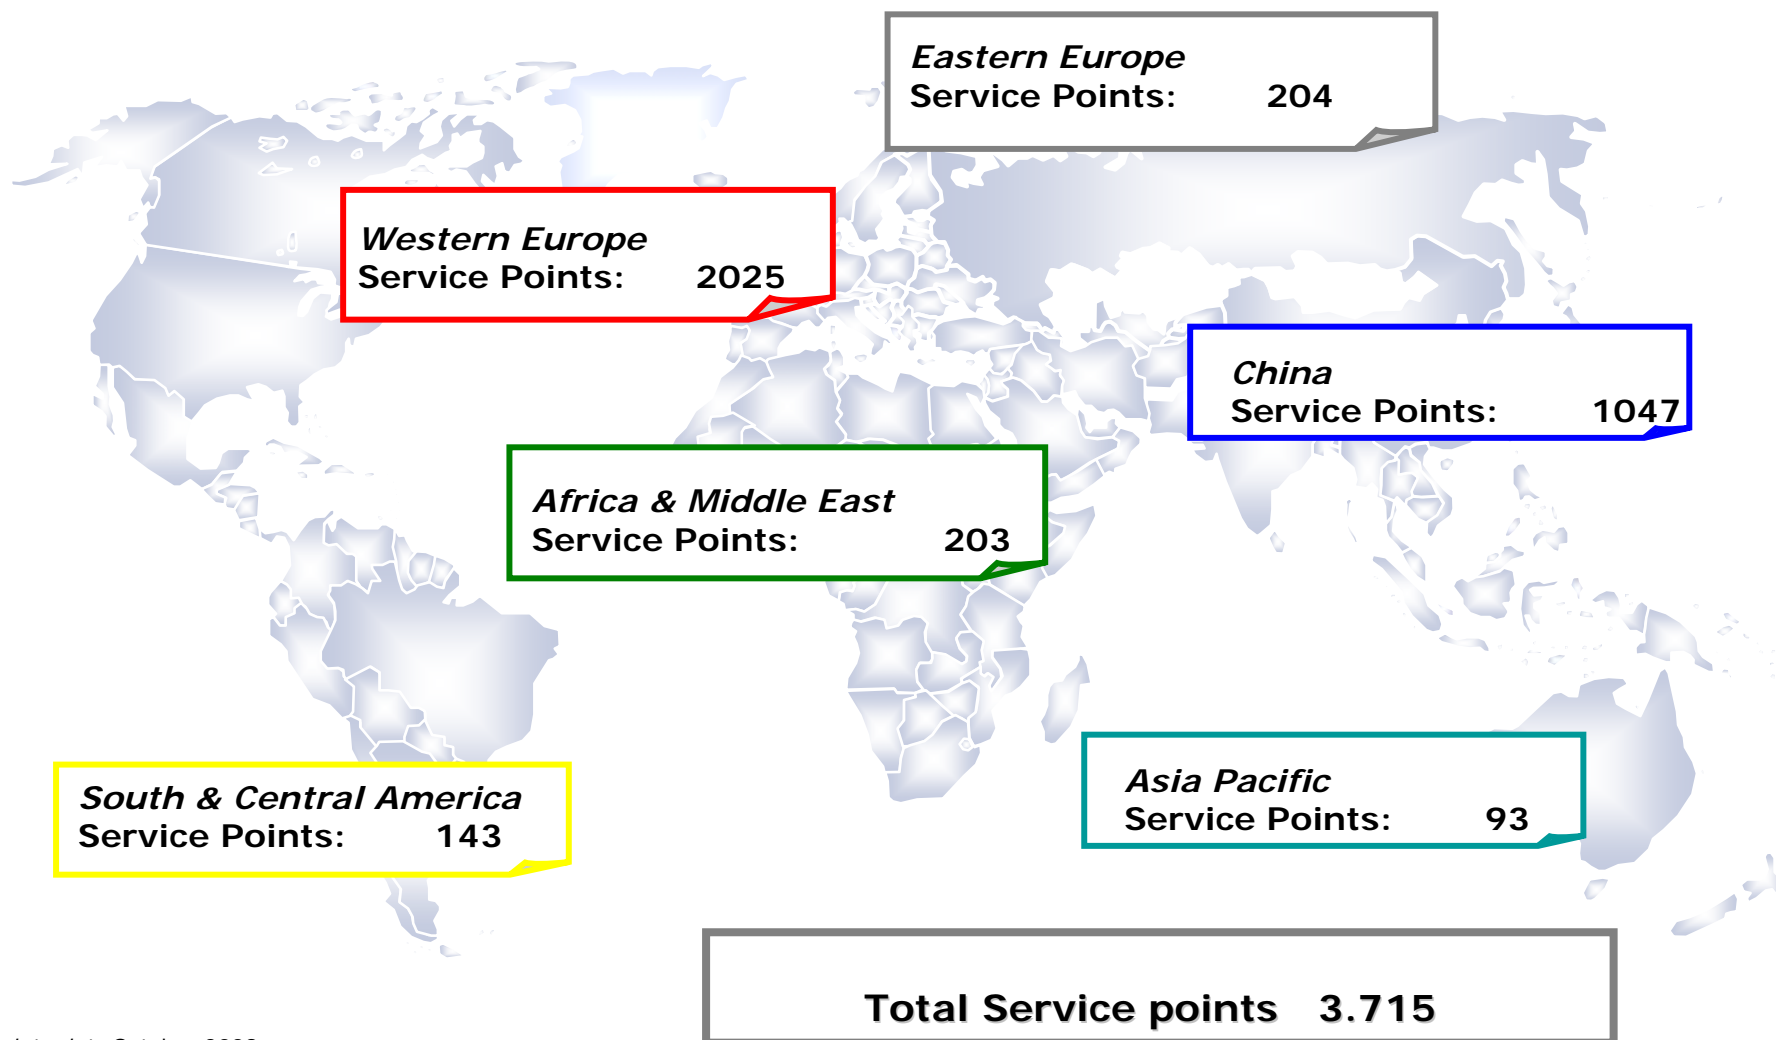 Eastern Europe
Service Points: 204
Western Europe
Service Points: 2025
China
Service Points: 1047
Africa & Middle East
Service Points: 203
Asia Pacific
Service Points: 93
South & Central America
Service Points: 143
Total Service points 3.715